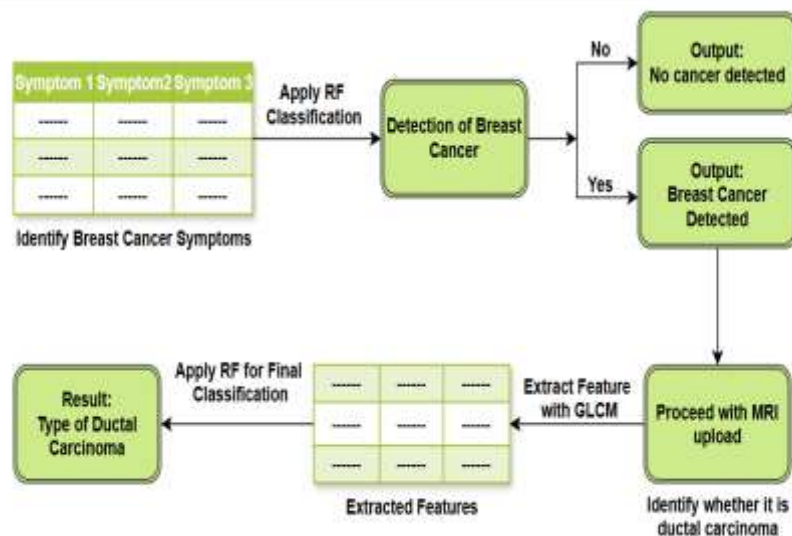 Symptom 1 Symptom2 Symptom 3
------ ------ ------
------ ------ ------
------ ------ ------
Identify Breast Cancer Symptoms
Apply RF
Classification
Detection of Breast
Cancer
No
Yes
Output:
No cancer detected
Output:
Breast Cancer
Detected
Proceed with MRI
upload
Identify whether it is
ductal carcinoma
Extract Feature
with GLCM
------ ------ ------
------ ------ ------
------ ------ ------
Extracted Features
Apply RF for Final
Classification
Result:
Type of Ductal
Carcinoma